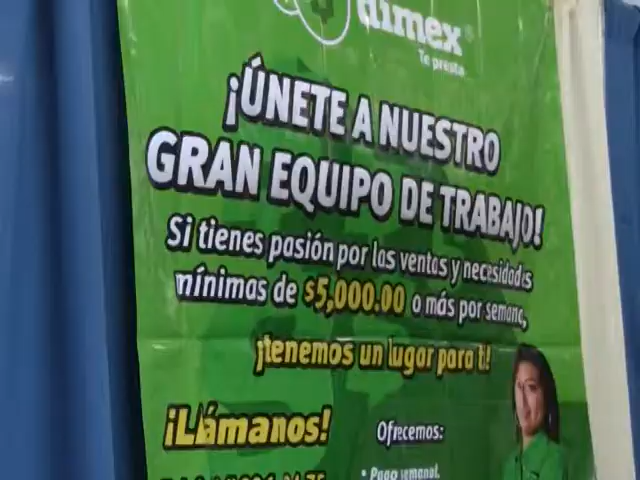 dimex®
Te presta
¡ÚNETE A NUESTRO
GRAN EQUIPO DE TRABAJO!
Si tienes pasión por las ventas y necesidades
mínimas de $5,000.00 o más por semana,
¡tenemos un lugar para ti!
¡Llámanos!
Ofrecemos:
• Pago semanal.